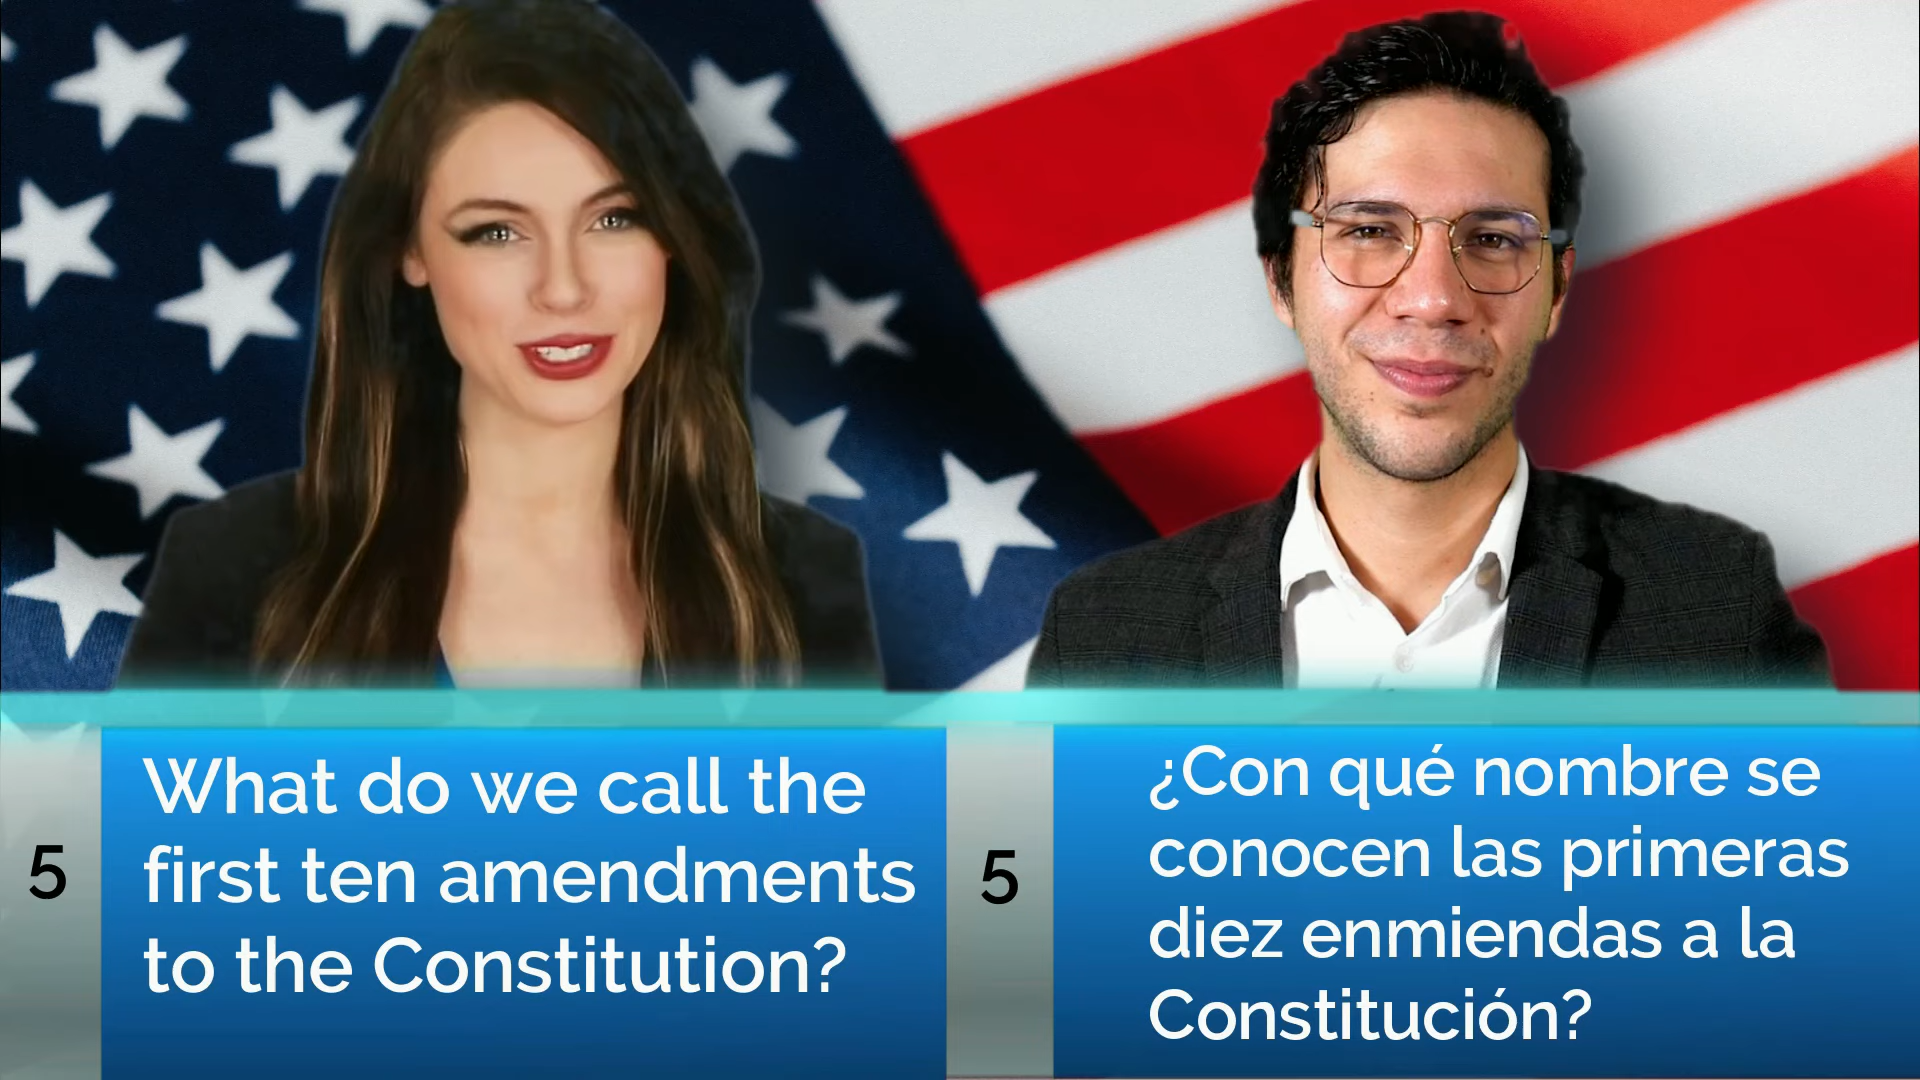 5
What do we call the
first ten amendments
to the Constitution?
5
¿Con qué nombre se
conocen las primeras
diez enmiendas a la
Constitución?